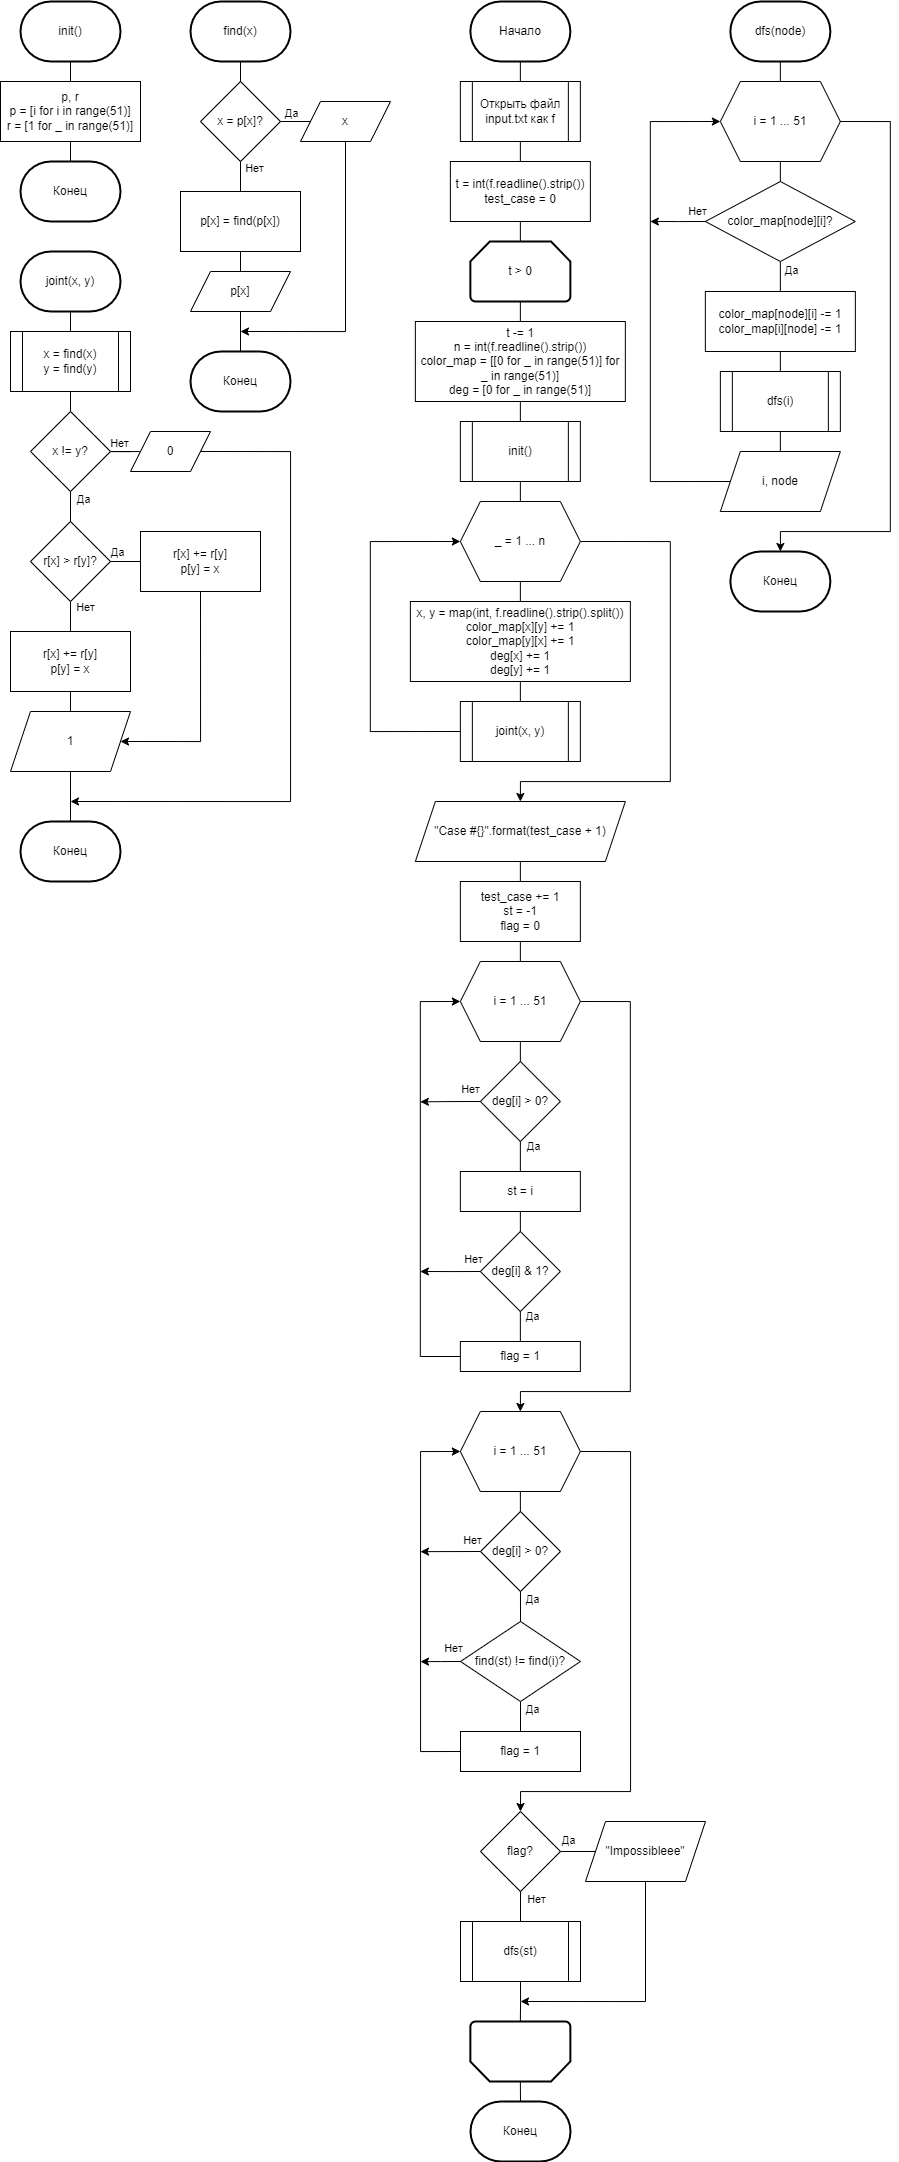 init()
p, r
p = [i for i in range(51)]
r = [1 for _ in range(51)]
Конец
find(x)
x = p[x]?
Да
x
Нет
p[x] = find(p[x])
p[x]
Конец
joint(x, y)
x = find(x)
y = find(y)
x != y?
Нет
0
Да
r[x] > r[y]?
Да
r[x] += r[y]
p[y] = x
Нет
r[x] += r[y]
p[y] = x
1
Конец
Начало
Открыть файл
input.txt как f
t = int(f.readline().strip())
test_case = 0
t > 0
t -= 1
n = int(f.readline().strip())
color_map = [[0 for _ in range(51)] for
_ in range(51)]
deg = [0 for _ in range(51)]
init()
_ = 1 ... n
x, y = map(int, f.readline().strip().split())
color_map[x][y] += 1
color_map[y][x] += 1
deg[x] += 1
deg[y] += 1
joint(x, y)
"Case #{}".format(test_case + 1)
test_case += 1
st = -1
flag = 0
i = 1 ... 51
deg[i] > 0?
Нет
Да
st = i
deg[i] & 1?
Нет
Да
flag = 1
i = 1 ... 51
deg[i] > 0?
Нет
Да
find(st) != find(i)?
Нет
Да
flag = 1
flag?
Да
"Impossibleee"
Нет
dfs(st)
Конец
dfs(node)
i = 1 ... 51
color_map[node][i]?
Нет
Да
color_map[node][i] -= 1
color_map[i][node] -= 1
dfs(i)
i, node
Конец